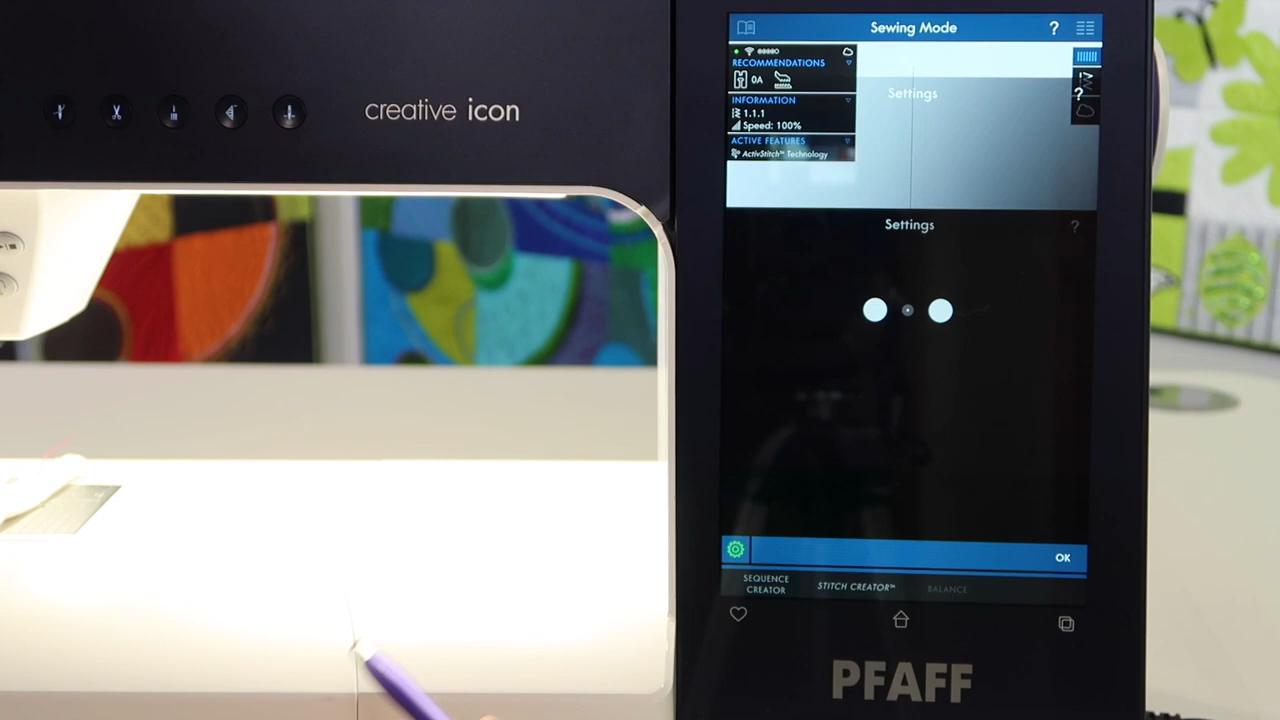 creative icon
Sewing Mode
?
RECOMMENDATIONS
0A
INFORMATION
1.1.1
Speed: 100%
ACTIVE FEATURES
ActivStitch™ Technology
Settings
?
Settings
?
OK
SEQUENCE
CREATOR
STITCH CREATOR™
BALANCE
PFAFF